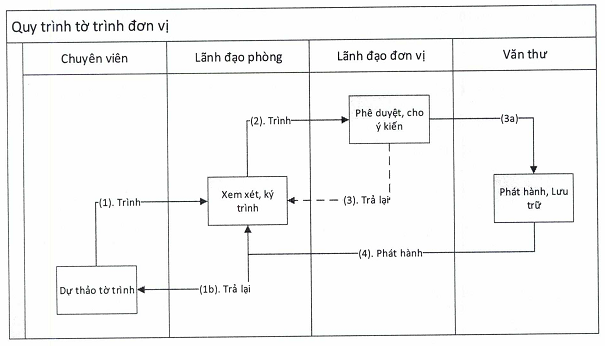 Quy trình tờ trình đơn vị
Chuyên viên
Lãnh đạo phòng
Lãnh đạo đơn vị
Văn thư
Phê duyệt, cho
ý kiến
(2). Trình
(3a)
Xem xét, ký
trình
Phát hành, Lưu
trữ
(1). Trình
(3). Trả lại
(4). Phát hành
Dự thảo tờ trình
(1b). Trả lại